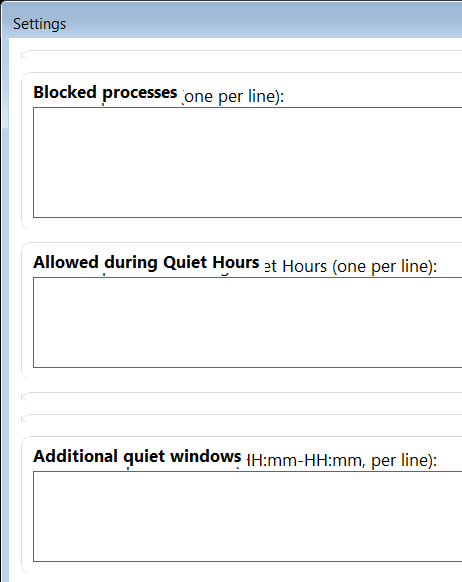 Settings
Blocked processes (one per line):
Allowed during Quiet Hours et Hours (one per line):
Additional quiet windows HH:mm-HH:mm, per line):